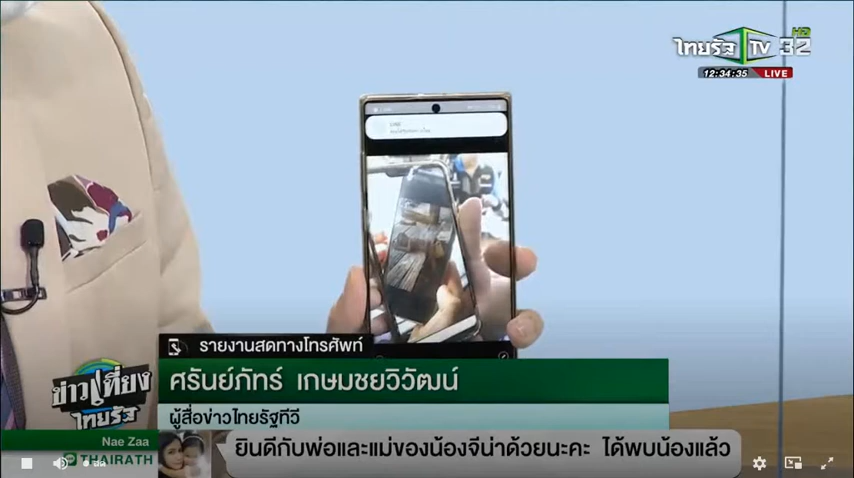 ไทยรัฐ TV HD 32
12:34:35 LIVE
รายงานสดทางโทรศัพท์
ศรันย์ภัทร์ เกษมชยวิวัฒน์
ผู้สื่อข่าวไทยรัฐทีวี
ข่าวเที่ยง
ไทยรัฐ
Nae Zaa
THAIRATH
ยินดีกับพ่อและแม่ของน้องจีน่าด้วยนะคะ ได้พบน้องแล้ว